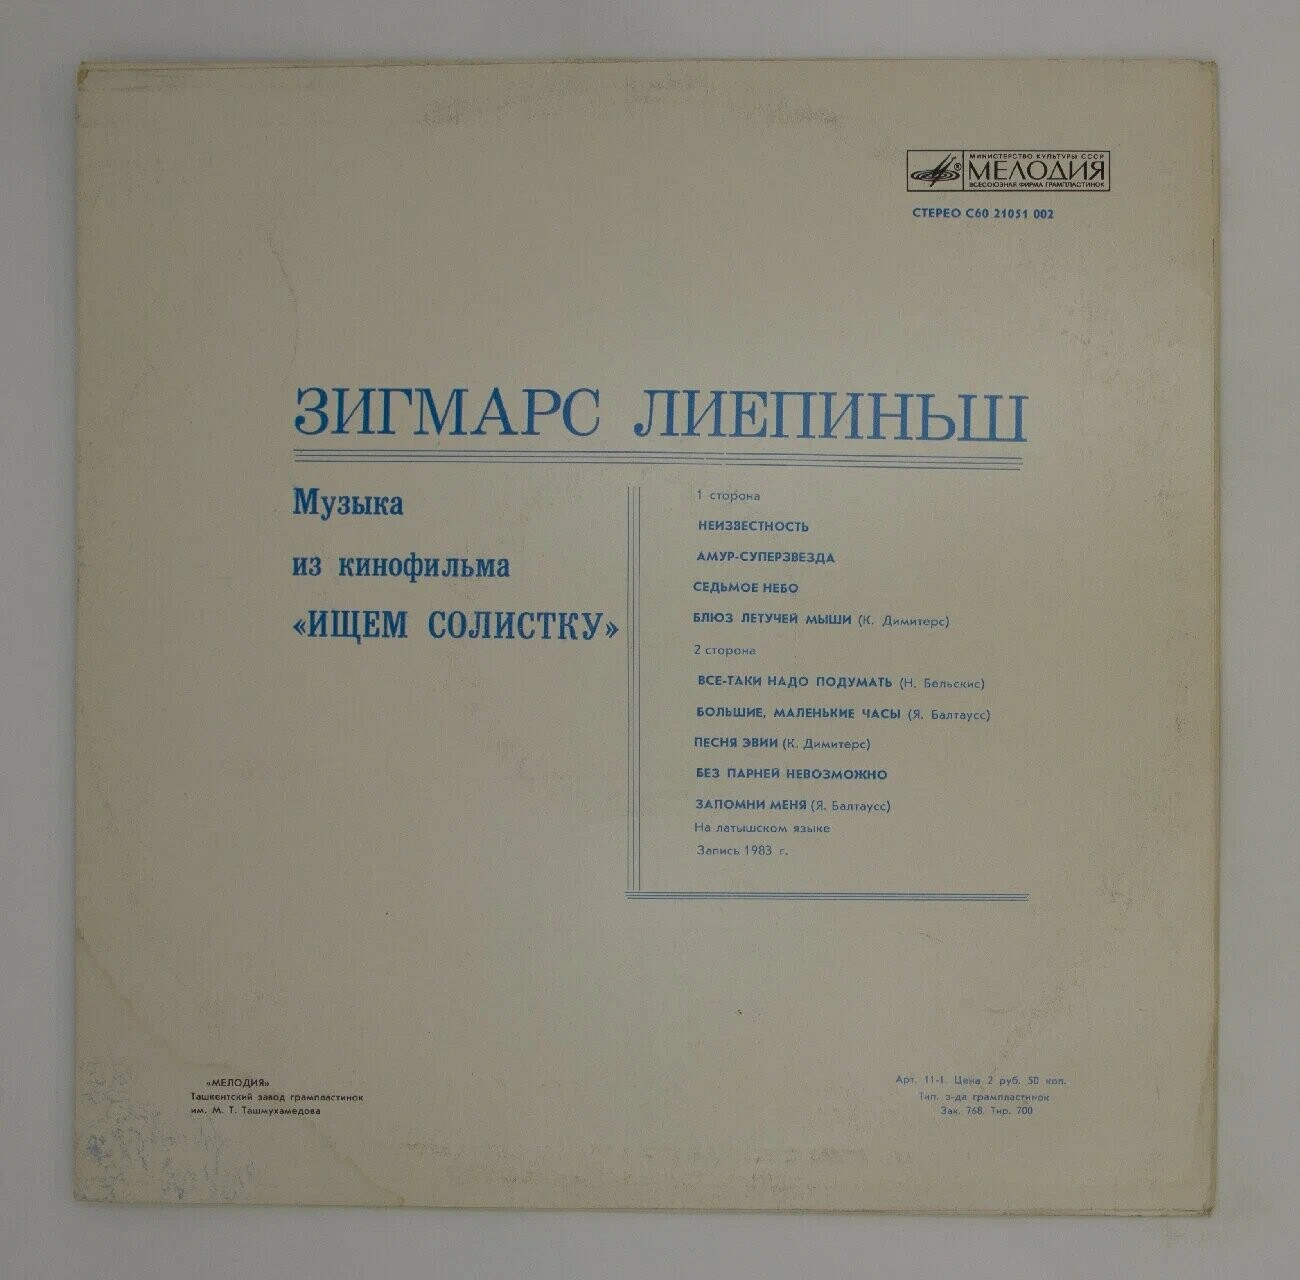 МИНИСТЕРСТВО КУЛЬТУРЫ СССР
® МЕЛОДИЯ
ВСЕСОЮЗНАЯ ФИРМА ГРАМПЛАСТИНОК
СТЕРЕО С60 21051 002
ЗИГМАРС ЛИЕПИНЬШ
Музыка
из кинофильма
«ИЩЕМ СОЛИСТКУ»
1 сторона
НЕИЗВЕСТНОСТЬ
АМУР-СУПЕРЗВЕЗДА
СЕДЬМОЕ НЕБО
БЛЮЗ ЛЕТУЧЕЙ МЫШИ (К. Димитерс)
2 сторона
ВСЕ-ТАКИ НАДО ПОДУМАТЬ (Н. Бельскис)
БОЛЬШИЕ, МАЛЕНЬКИЕ ЧАСЫ (Я. Балтаусс)
ПЕСНЯ ЭВИИ (К. Димитерс)
БЕЗ ПАРНЕЙ НЕВОЗМОЖНО
ЗАПОМНИ МЕНЯ (Я. Балтаусс)
На латышском языке
Запись 1983 г.
«МЕЛОДИЯ»
Ташкентский завод грампластинок
им. М. Т. Ташмухамедова
Арт. 11-1. Цена 2 руб. 50 коп.
Тип. з-да грампластинок
Зак. 768. Тир. 700